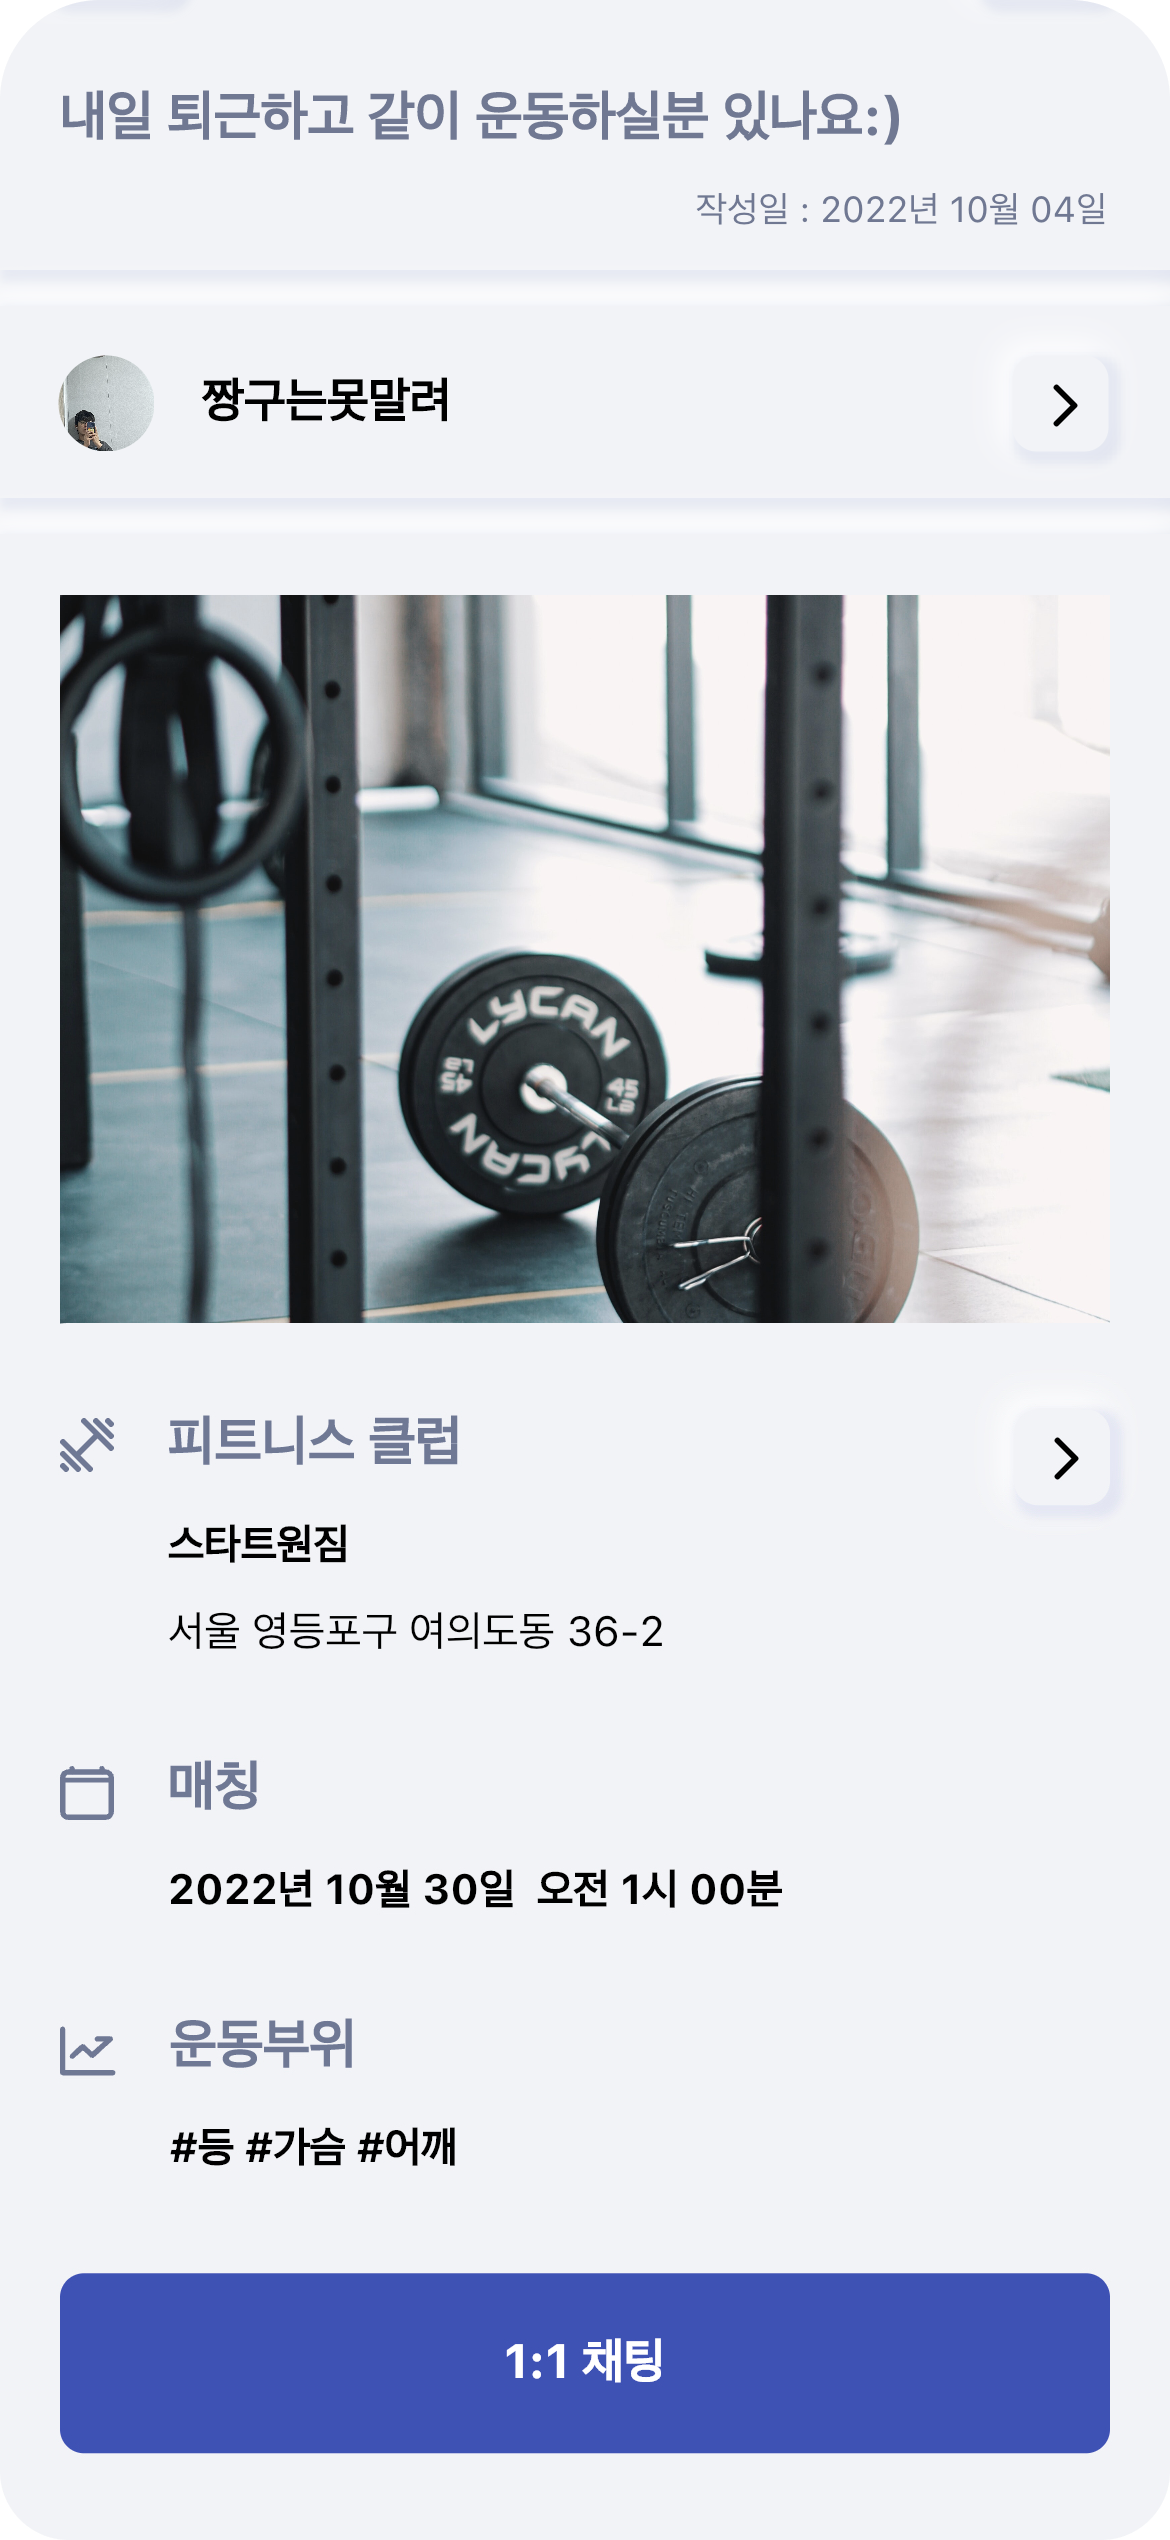 내일 퇴근하고 같이 운동하실분 있나요:)
작성일 : 2022년 10월 04일
짱구는못말려
LYCAN
45 LB
45 LB
LYCAN
피트니스 클럽
스타트원짐
서울 영등포구 여의도동 36-2
매칭
2022년 10월 30일 오전 1시 00분
운동부위
#등 #가슴 #어깨
1:1 채팅